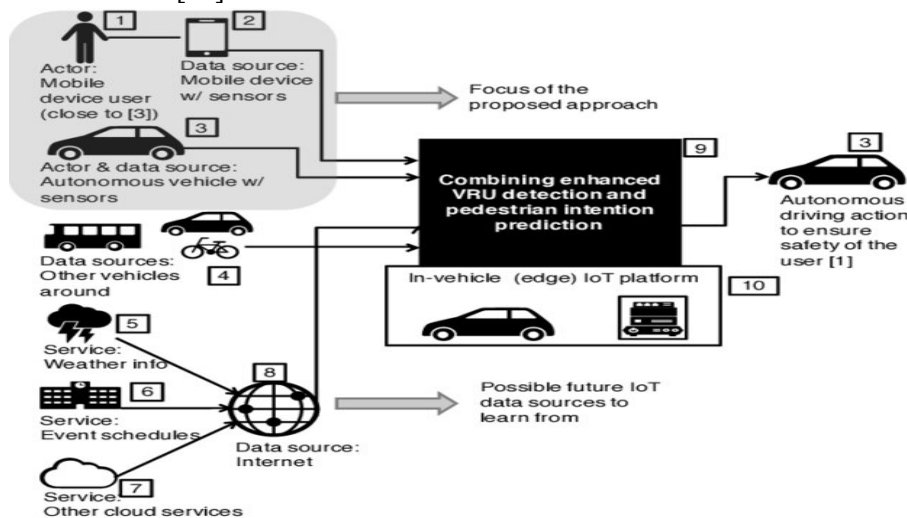 1
2
Actor:
Mobile
device user
(close to [3])
Data source:
Mobile device
w/ sensors
3
Actor & data source:
Autonomous vehicle w/
sensors
Focus of the
proposed approach
9
Combining enhanced
VRU detection and
pedestrian intention
prediction
3
Autonomous
driving action
to ensure
safety of the
user [1]
Data sources:
Other vehicles
around
4
In-vehicle (edge) IoT platform
10
5
Service:
Weather info
6
Service:
Event schedules
7
Service:
Other cloud services
8
Data source:
Internet
Possible future IoT
data sources to
learn from